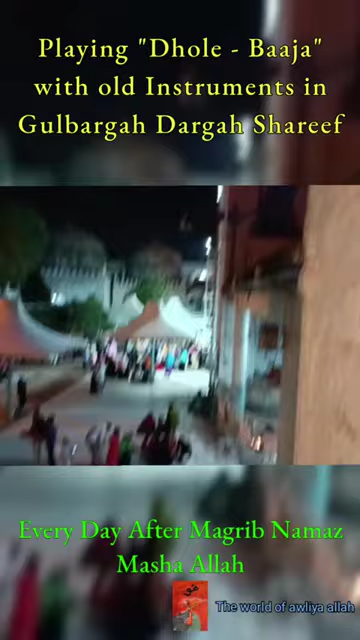 Playing "Dhole - Baaja"
with old Instruments in
Gulbargah Dargah Shareef
Every Day After Magrib Namaz
Masha Allah
The world of awliya allah